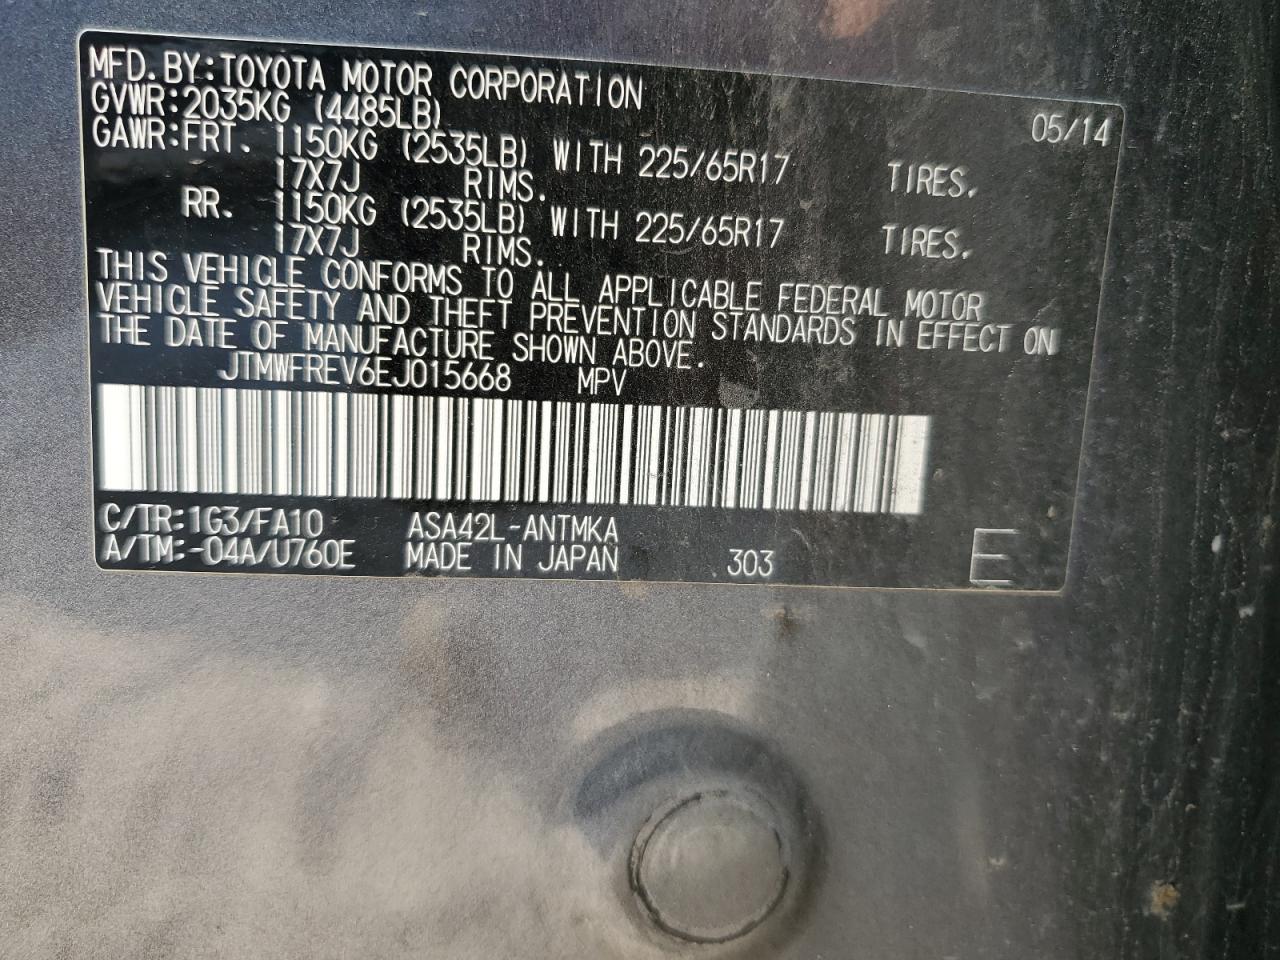 MFD.BY:TOYOTA MOTOR CORPORATION
05/14
GVWR:2035KG (4485LB)
GAWR:FRT. 1150KG (2535LB) WITH 225/65R17 TIRES,
17X7J RIMS.
RR. 1150KG (2535LB) WITH 225/65R17 TIRES,
17X7J RIMS.
THIS VEHICLE CONFORMS TO ALL APPLICABLE FEDERAL MOTOR
VEHICLE SAFETY AND THEFT PREVENTION STANDARDS IN EFFECT ON
THE DATE OF MANUFACTURE SHOWN ABOVE.
JTMWFREV6EJ015668 MPV
C/TR:1G3/FA10 ASA42L-ANTMKA
A/TM:-04A/U760E MADE IN JAPAN 303 E